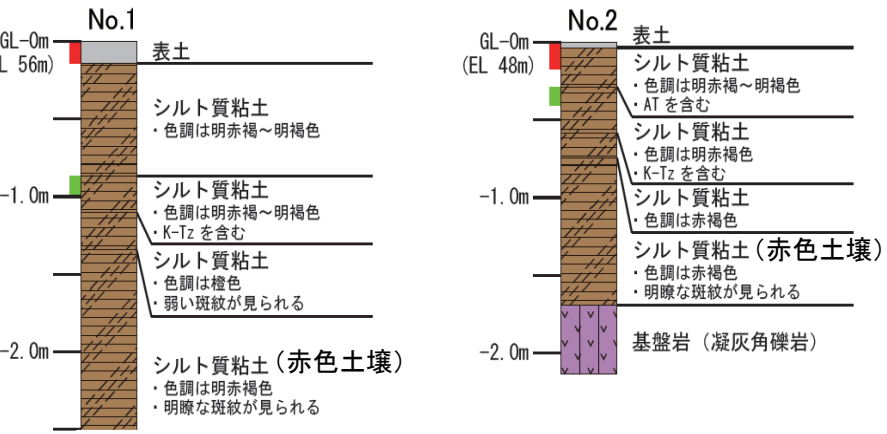 No.1
GL-0m
L 56m)
表土
シルト質粘土
・色調は明赤褐～明褐色
-1.0m
シルト質粘土
・色調は明赤褐～明褐色
・K-Tz を含む
シルト質粘土
・色調は橙色
・弱い斑紋が見られる
-2.0m
シルト質粘土(赤色土壌)
・色調は明赤褐色
・明瞭な斑紋が見られる
No.2
GL-0m
(EL 48m)
表土
シルト質粘土
・色調は明赤褐～明褐色
・AT を含む
シルト質粘土
・色調は明赤褐色
・K-Tz を含む
-1.0m
シルト質粘土
・色調は赤褐色
シルト質粘土(赤色土壌)
・色調は赤褐色
・明瞭な斑紋が見られる
-2.0m
基盤岩（凝灰角礫岩）